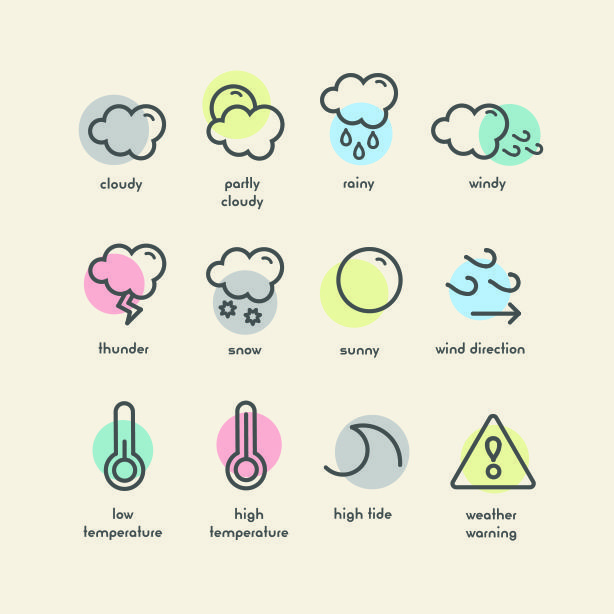 cloudy
partly
cloudy
rainy
windy
thunder
snow
sunny
wind direction
low
temperature
high
temperature
high tide
weather
warning